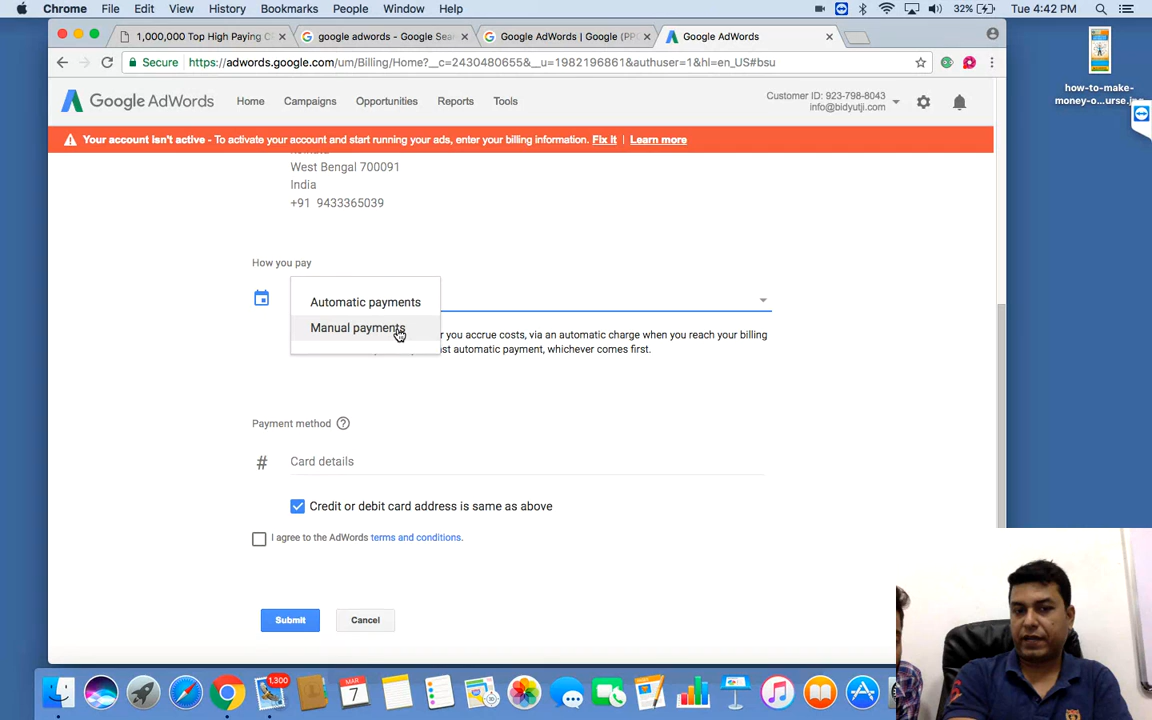 Chrome File Edit View History Bookmarks People Window Help
32% Tue 4:42 PM
1,000,000 Top High Paying C
google adwords - Google Sea
Google AdWords | Google (PP
Google AdWords
Secure https://adwords.google.com/um/Billing/Home?__c=2430480655&__u=1982196861&authuser=1&hl=en_US#bsu
how-to-make-
money-o...urse.jpg
Google AdWords
Home Campaigns Opportunities Reports Tools
Customer ID: 923-798-8043
info@bidyutji.com
Your account isn't active - To activate your account and start running your ads, enter your billing information. Fix it | Learn more
West Bengal 700091
India
+91 9433365039
How you pay
Automatic payments
Manual payments
r you accrue costs, via an automatic charge when you reach your billing
st automatic payment, whichever comes first.
Payment method ?
# Card details
Credit or debit card address is same as above
I agree to the AdWords terms and conditions.
Submit Cancel
1,300
MAR
7